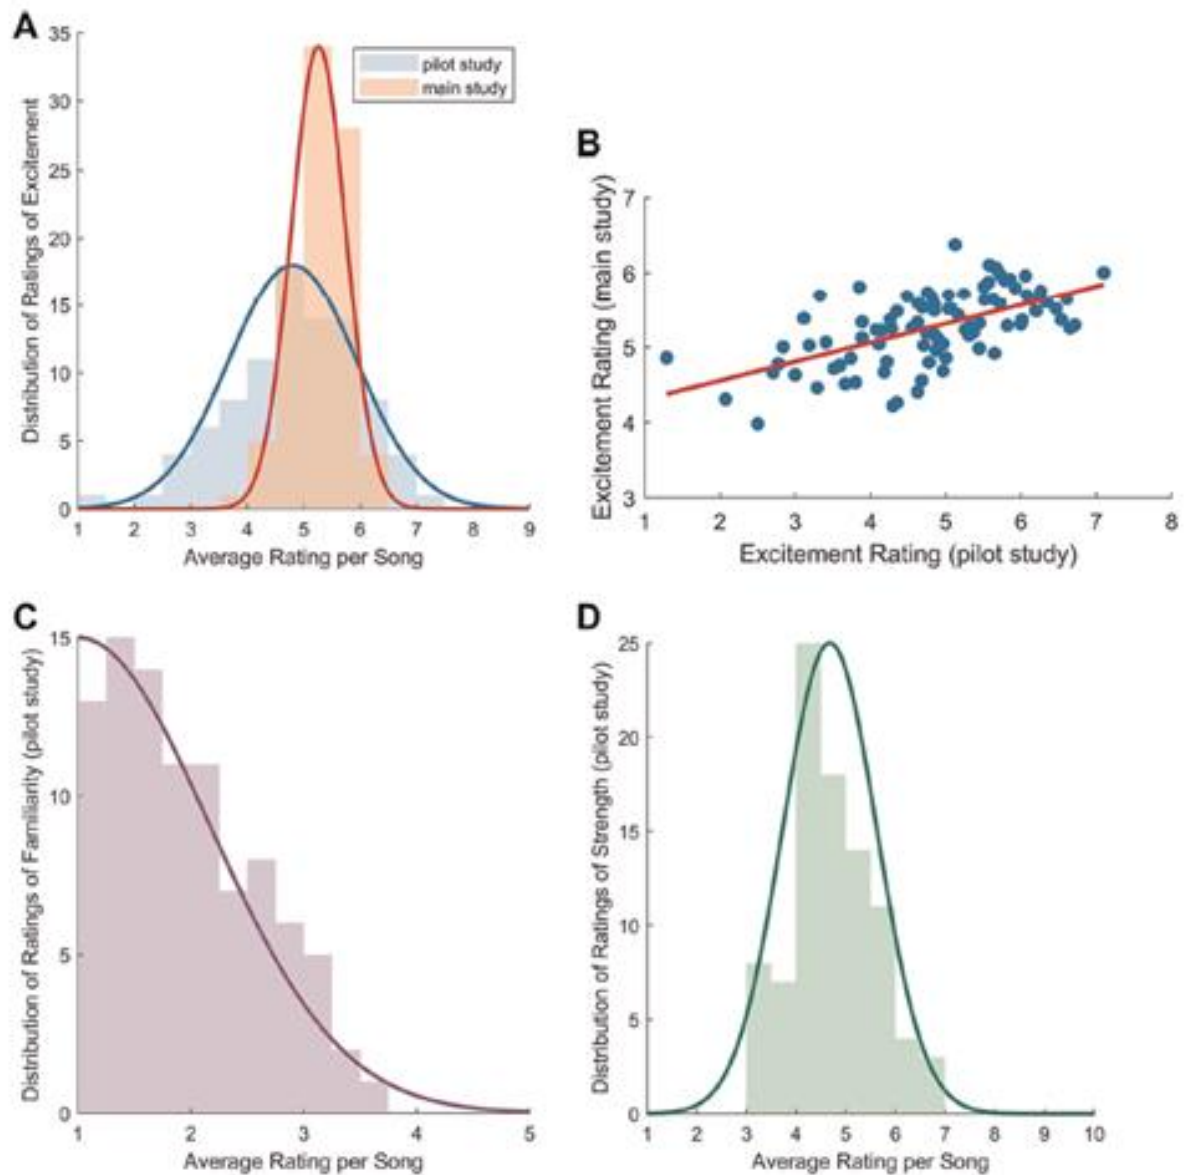 A
35
30
25
20
15
10
5
0
Distribution of Ratings of Excitement
pilot study
main study
1 2 3 4 5 6 7 8 9
Average Rating per Song
B
7
6
5
4
3
Excitement Rating (main study)
1 2 3 4 5 6 7 8
Excitement Rating (pilot study)
C
15
10
5
0
Distribution of Ratings of Familiarity (pilot study)
1 2 3 4 5
Average Rating per Song
D
25
20
15
10
5
0
Distribution of Ratings of Strength (pilot study)
1 2 3 4 5 6 7 8 9 10
Average Rating per Song